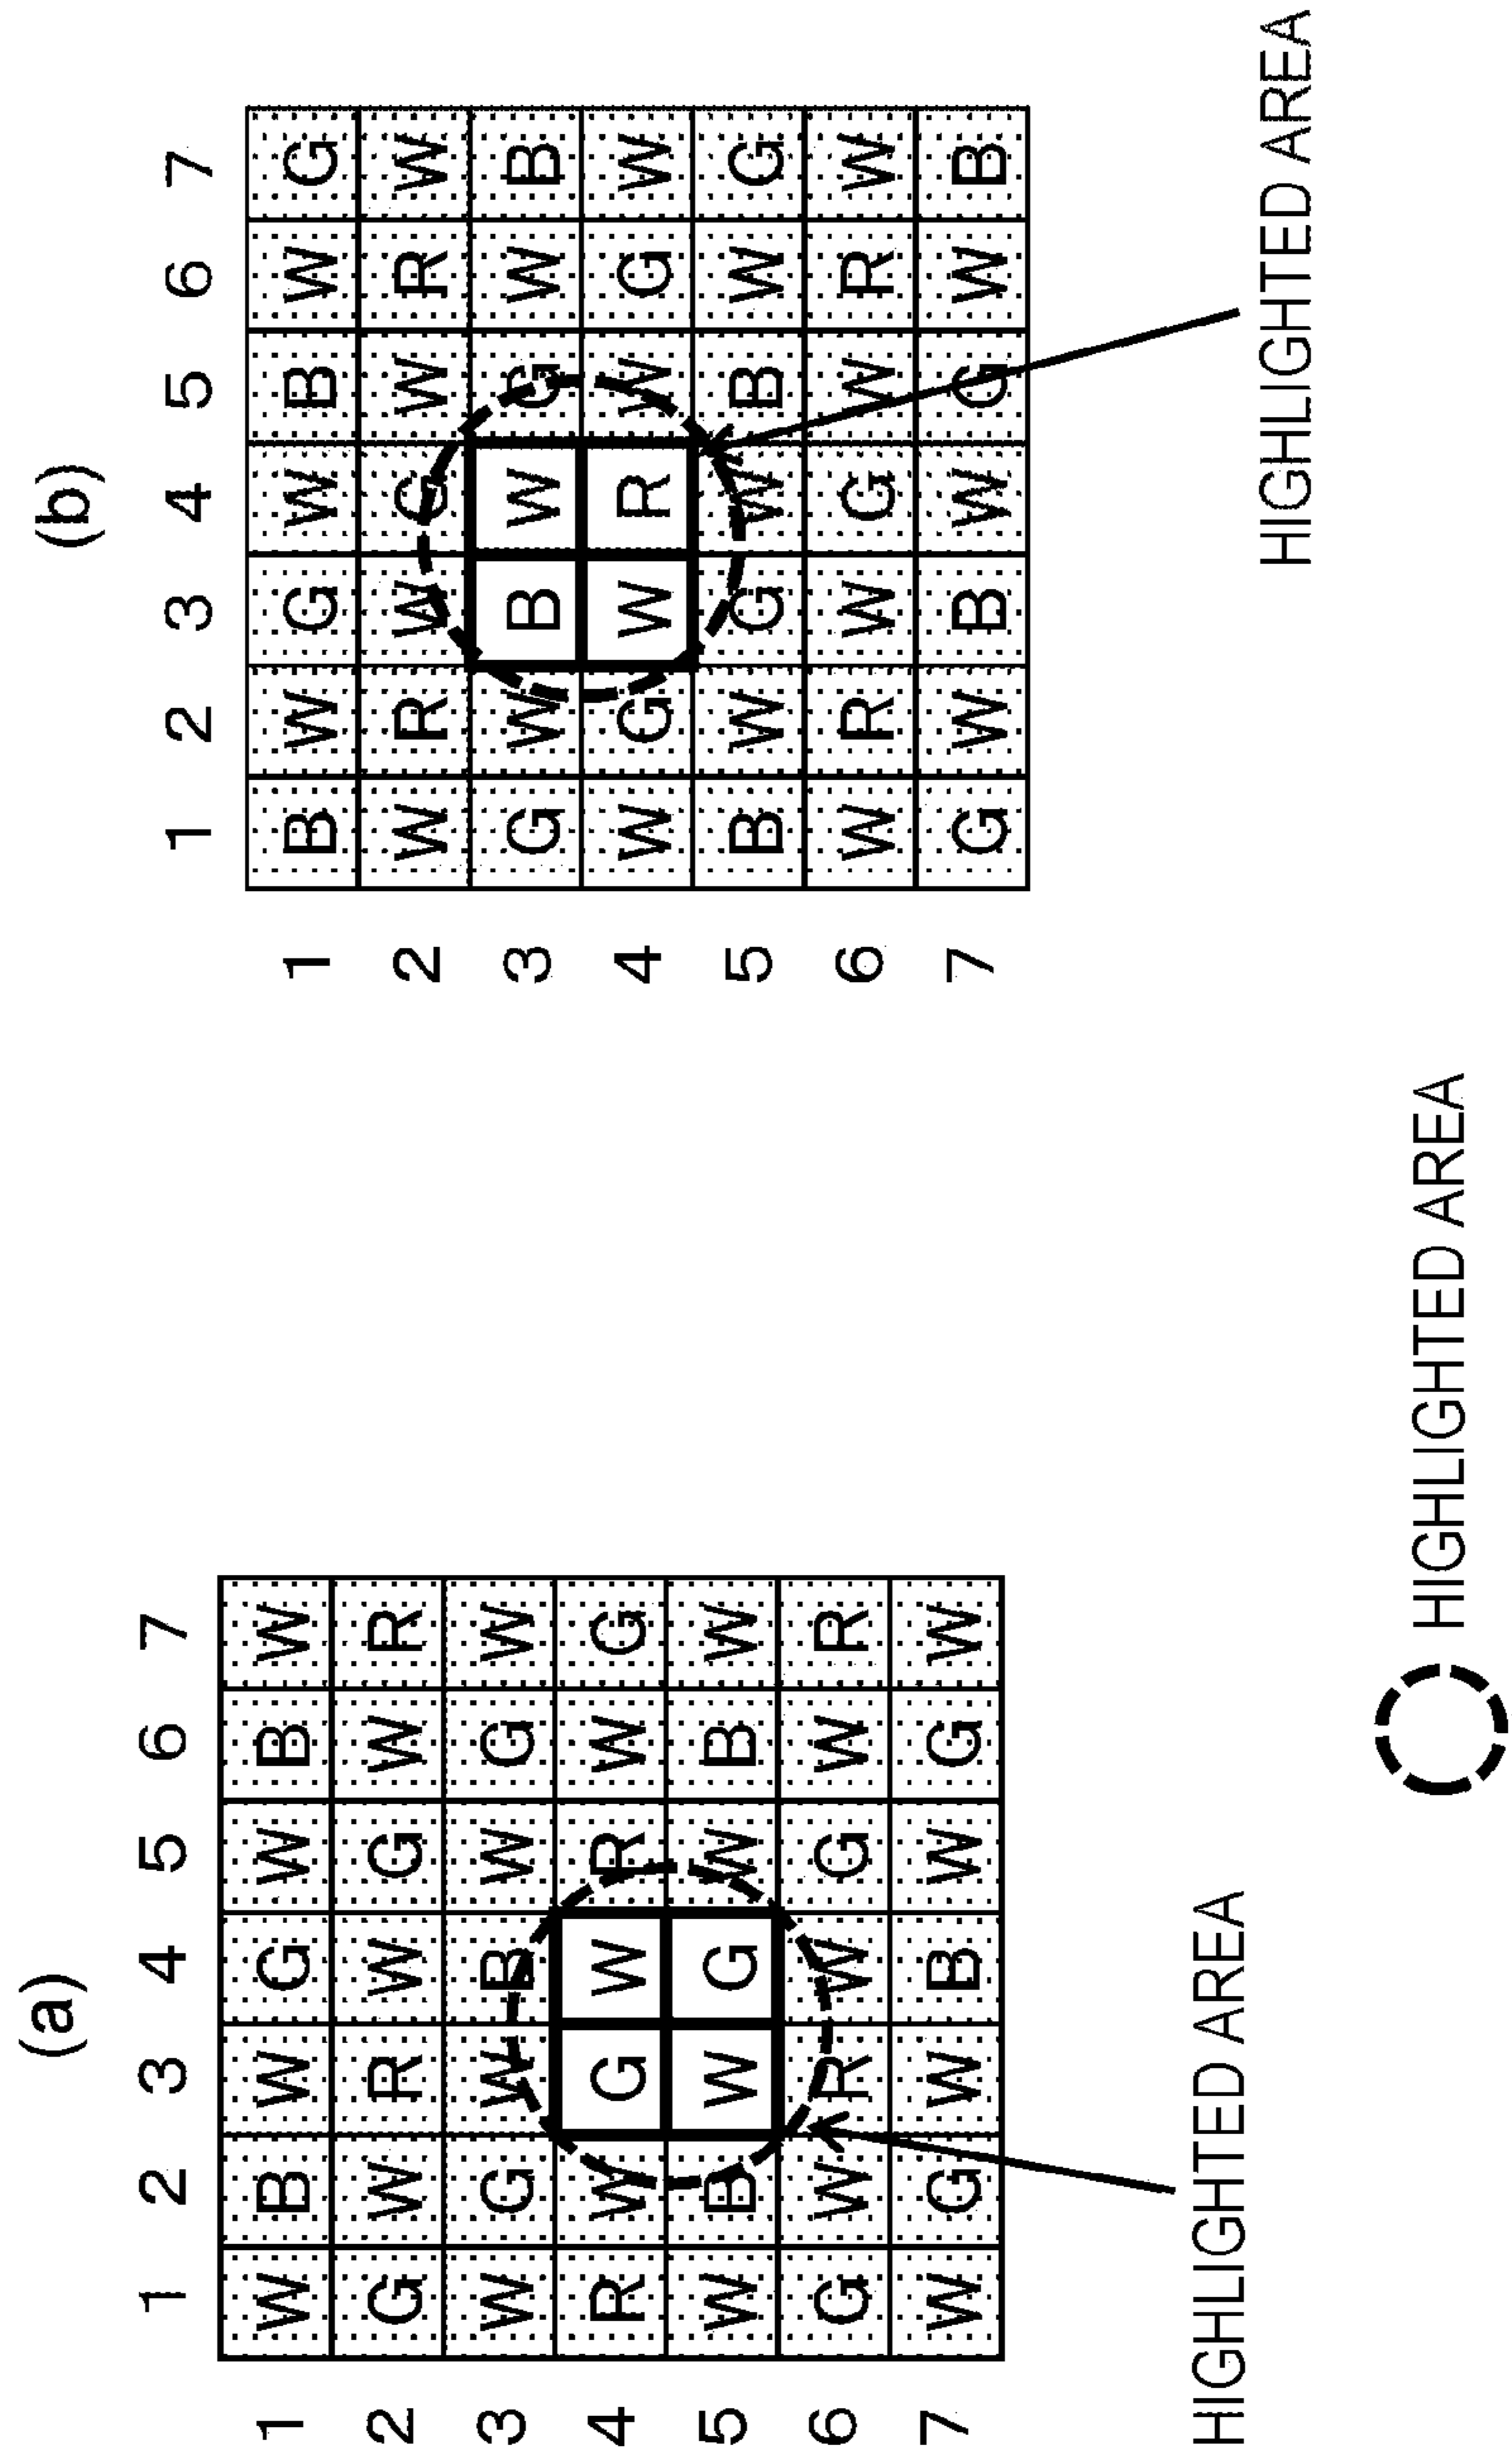 (a)
1 2 3 4 5 6 7
1 W B W G W B W
2 G W R W G W R
3 W G W B W G W
4 R W G W R W G
5 W B W G W B W
6 G W R W G W R
7 W G W B W G W
HIGHLIGHTED AREA
(b)
1 2 3 4 5 6 7
1 B W G W B W G
2 W R W G W R W
3 G W B W G W B
4 W G W R W G W
5 B W G W B W G
6 W R W G W R W
7 G W B W G W B
HIGHLIGHTED AREA
HIGHLIGHTED AREA